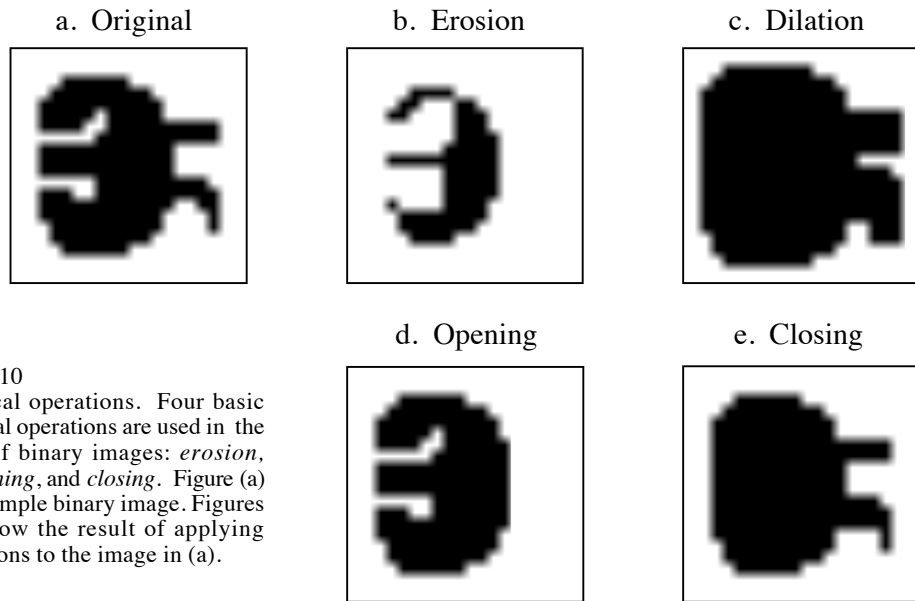 a. Original
b. Erosion
c. Dilation
d. Opening
e. Closing
10
cal operations. Four basic
al operations are used in the
f binary images: erosion,
ning, and closing. Figure (a)
mple binary image. Figures
ow the result of applying
ons to the image in (a).